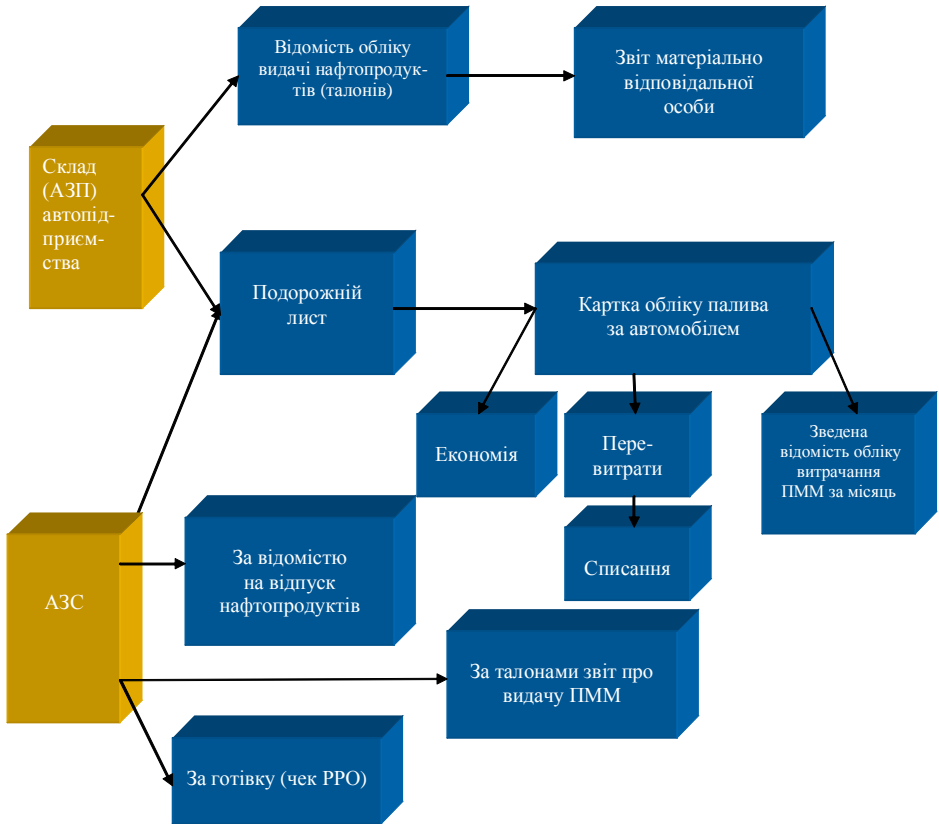 Відомість обліку
видачі нафтопродук-
тів (талонів)
Звіт матеріально
відповідальної
особи
Склад
(АЗП)
автопід-
приєм-
ства
Подорожній
лист
Картка обліку палива
за автомобілем
Економія
Пере-
витрати
Зведена
відомість обліку
витрачання
ПММ за місяць
За відомістю
на відпуск
нафтопродуктів
Списання
АЗС
За талонами звіт про
видачу ПММ
За готівку (чек РРО)